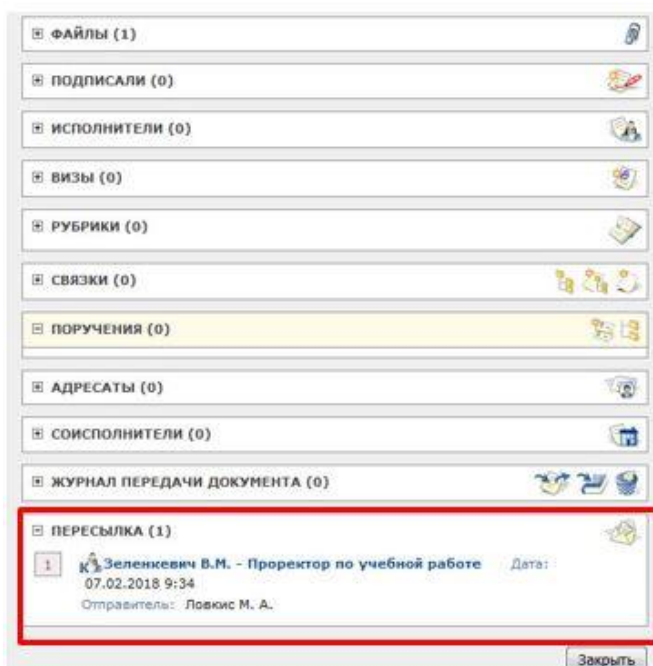 ФАЙЛЫ (1)
ПОДПИСАЛИ (0)
ИСПОЛНИТЕЛИ (0)
ВИЗЫ (0)
РУБРИКИ (0)
СВЯЗКИ (0)
ПОРУЧЕНИЯ (0)
АДРЕСАТЫ (0)
СОИСПОЛНИТЕЛИ (0)
ЖУРНАЛ ПЕРЕДАЧИ ДОКУМЕНТА (0)
ПЕРЕСЫЛКА (1)
1 К Зеленкевич В.М. - Проректор по учебной работе Дата:
07.02.2018 9:34
Отправитель: Ловкис М. А.
Закрыть